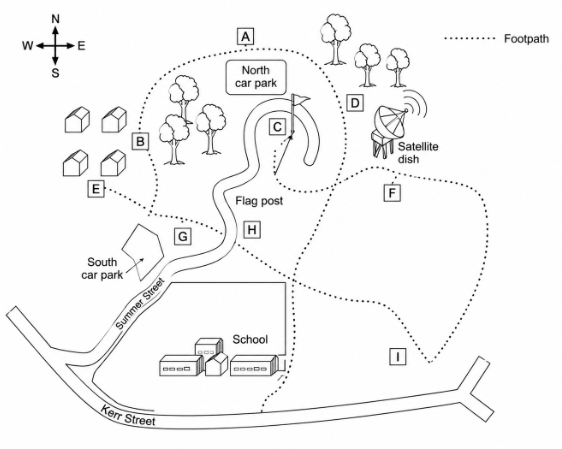 N
W E
S
A
Footpath
North
car park
D
C
B
Satellite
dish
E
F
Flag post
H
G
South
car park
Summer Street
School
I
Kerr Street